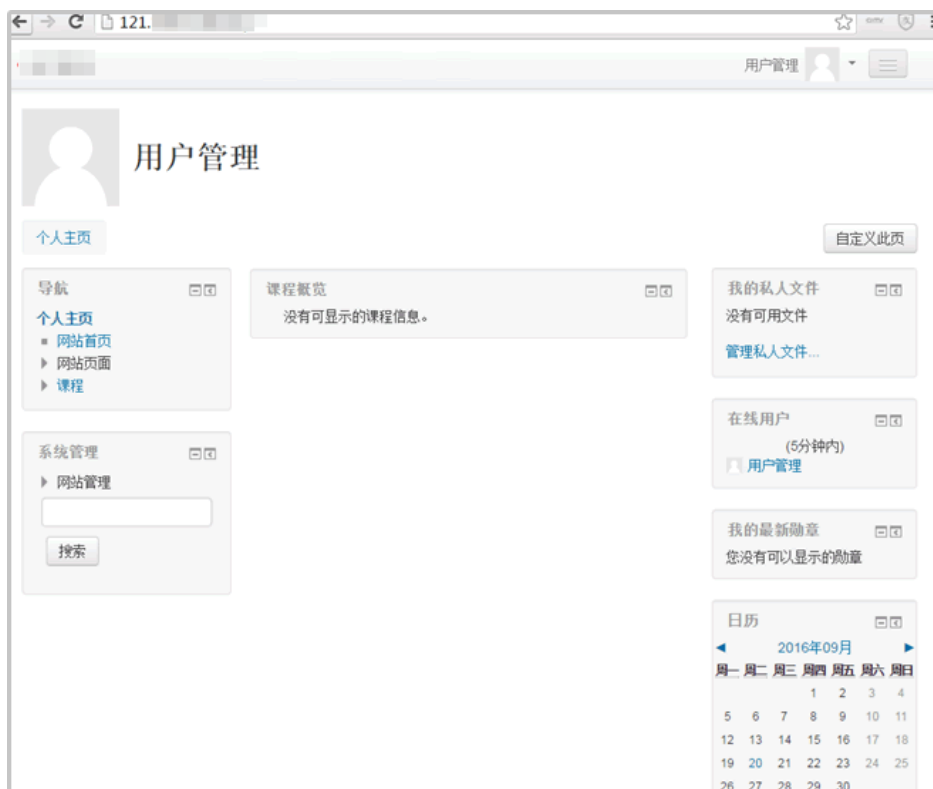 121.
用户管理
用户管理
个人主页
自定义此页
导航
个人主页
网站首页
网站页面
课程
系统管理
网站管理
搜索
课程概览
没有可显示的课程信息。
我的私人文件
没有可用文件
管理私人文件...
在线用户
(5分钟内)
用户管理
我的最新勋章
您没有可以显示的勋章
日历
2016年09月
周一 周二 周三 周四 周五 周六 周日
1 2 3 4
5 6 7 8 9 10 11
12 13 14 15 16 17 18
19 20 21 22 23 24 25
26 27 28 29 30